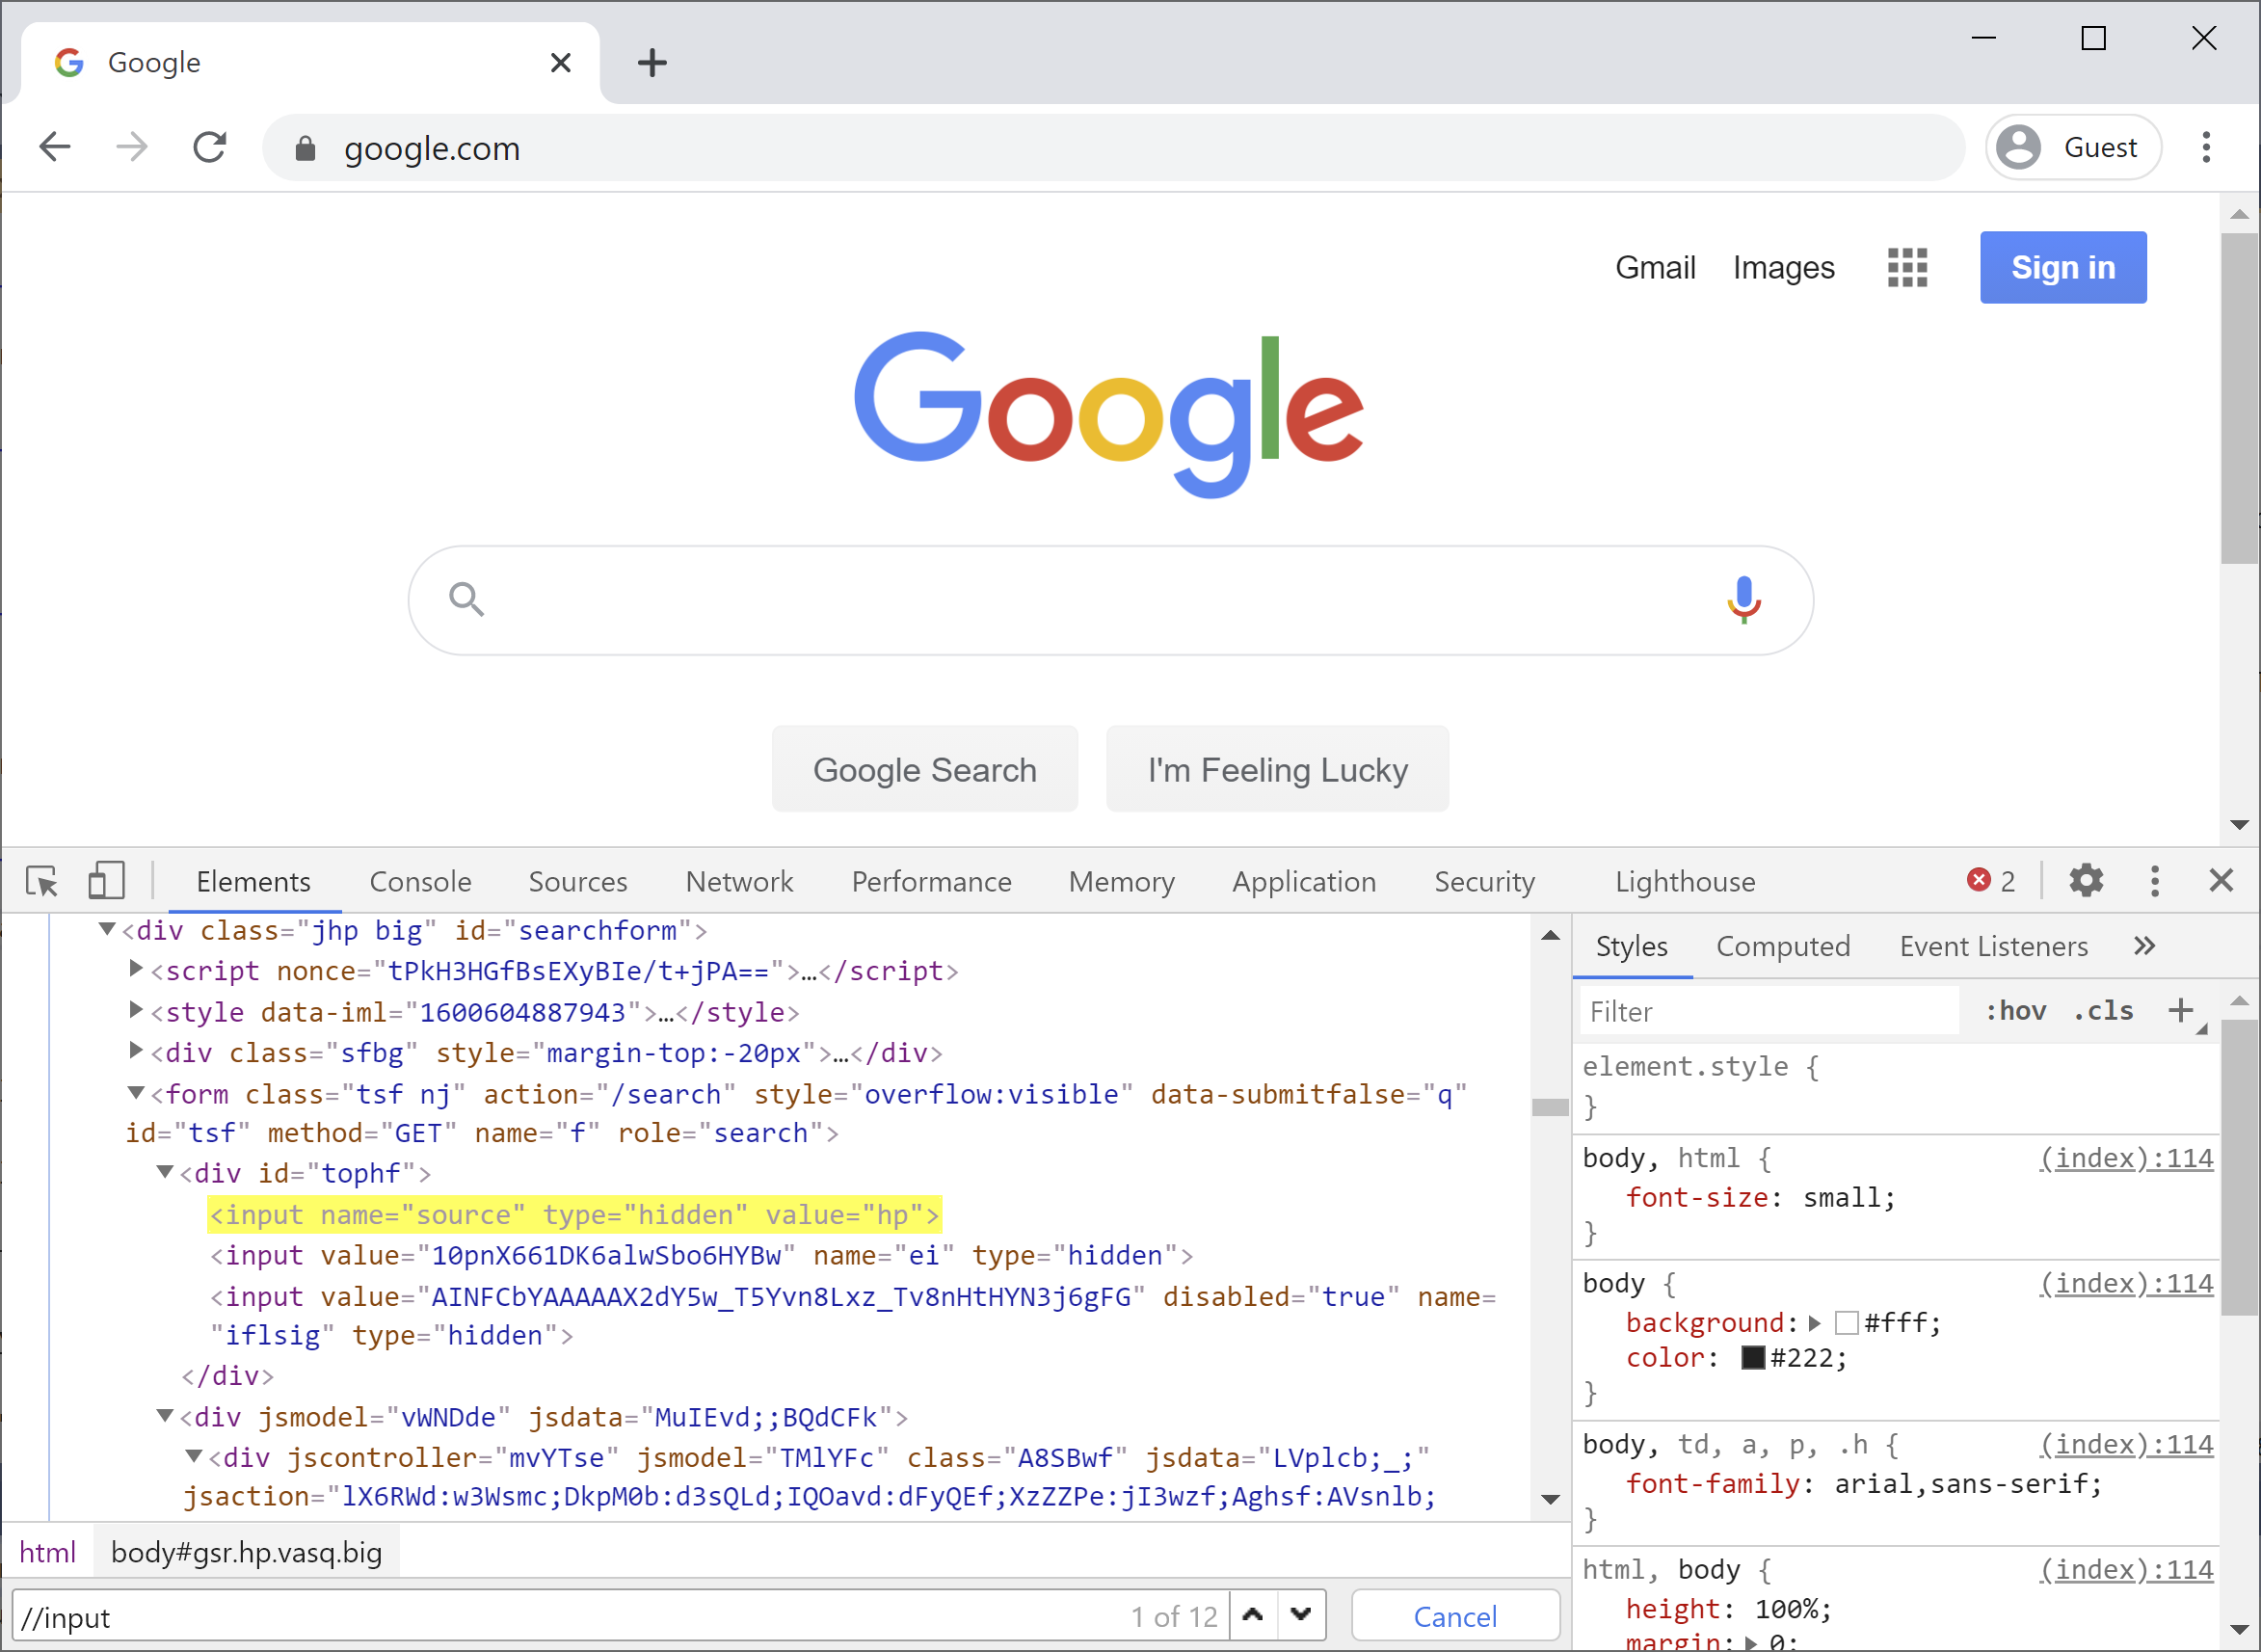 Google
google.com
Guest
Gmail Images Sign in
Google
Google Search I'm Feeling Lucky
Elements Console Sources Network Performance Memory Application Security Lighthouse 2
<div class="jhp big" id="searchform">
<script nonce="tPkH3HGfBsEXyBIe/t+jPA==">…</script>
<style data-iml="1600604887943">…</style>
<div class="sfbg" style="margin-top:-20px">…</div>
<form class="tsf nj" action="/search" style="overflow:visible" data-submitfalse="q"
id="tsf" method="GET" name="f" role="search">
<div id="tophf">
<input name="source" type="hidden" value="hp">
<input value="10pnX661DK6alwSbo6HYBw" name="ei" type="hidden">
<input value="AINFCbYAAAAAX2dY5w_T5Yvn8Lxz_Tv8nHtHYN3j6gFG" disabled="true" name=
"iflsig" type="hidden">
</div>
<div jsmodel="vWNDde" jsdata="MuIEvd;;BQdCFk">
<div jscontroller="mvYTse" jsmodel="TMlYFc" class="A8SBwf" jsdata="LVplcb;_;"
jsaction="lX6RWd:w3Wsmc;DkpM0b:d3sQLd;IQOavd:dFyQEf;XzZZPe:jI3wzf;Aghsf:AVsnlb;
html body#gsr.hp.vasq.big
//input 1 of 12 Cancel
Styles Computed Event Listeners »
Filter :hov .cls +
element.style {
}
body, html { (index):114
font-size: small;
}
body { (index):114
background: #fff;
color: #222;
}
body, td, a, p, .h { (index):114
font-family: arial,sans-serif;
}
html, body { (index):114
height: 100%;
margin: 0;